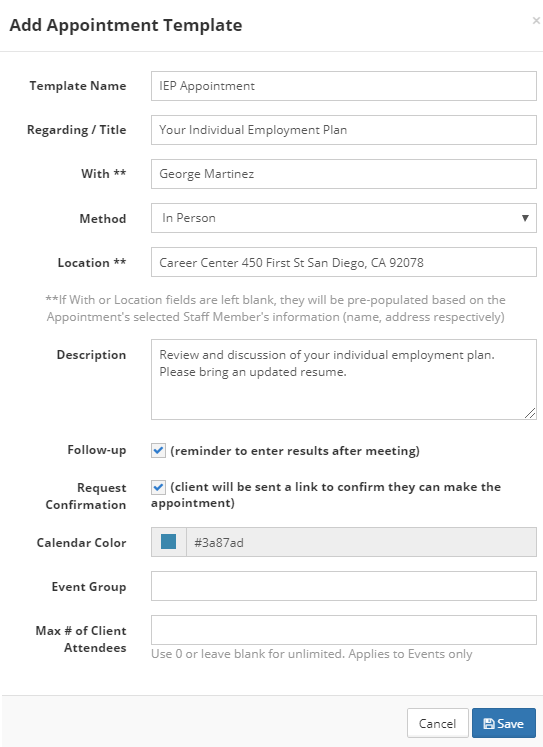 Add Appointment Template
×
Template Name
IEP Appointment
Regarding / Title
Your Individual Employment Plan
With **
George Martinez
Method
In Person
Location **
Career Center 450 First St San Diego, CA 92078
**If With or Location fields are left blank, they will be pre-populated based on the
Appointment's selected Staff Member's information (name, address respectively)
Description
Review and discussion of your individual employment plan.
Please bring an updated resume.
Follow-up
(reminder to enter results after meeting)
Request
Confirmation
(client will be sent a link to confirm they can make the
appointment)
Calendar Color
#3a87ad
Event Group
Max # of Client
Attendees
Use 0 or leave blank for unlimited. Applies to Events only
Cancel
Save